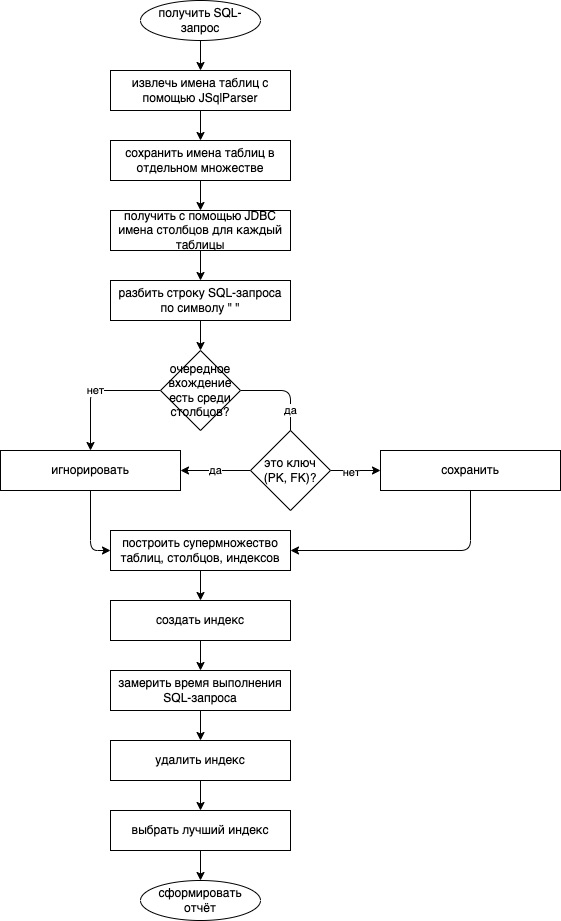 получить SQL-
запрос
извлечь имена таблиц с
помощью JSqlParser
сохранить имена таблиц в
отдельном множестве
получить с помощью JDBC
имена столбцов для каждый
таблицы
разбить строку SQL-запроса
по символу " "
очередное
вхождение
есть среди
столбцов?
нет
да
игнорировать
да
это ключ
(PK, FK)?
нет
сохранить
построить супермножество
таблиц, столбцов, индексов
создать индекс
замерить время выполнения
SQL-запроса
удалить индекс
выбрать лучший индекс
сформировать
отчёт